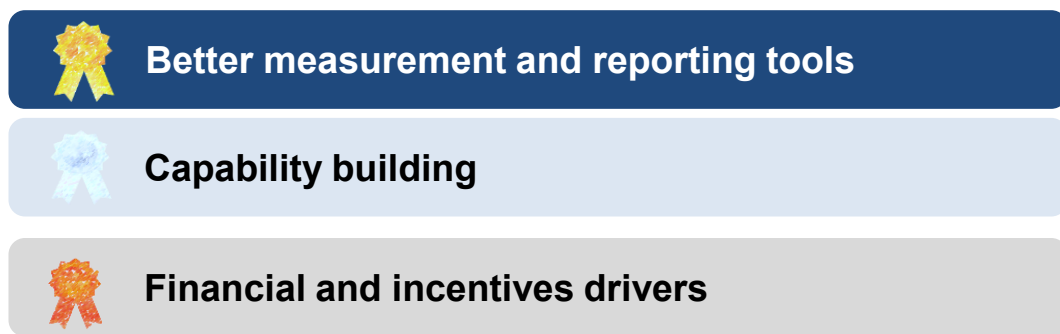 Better measurement and reporting tools
Capability building
Financial and incentives drivers